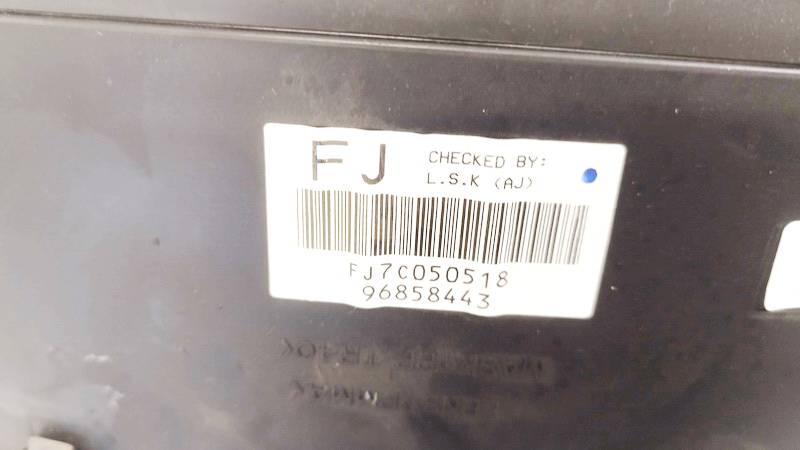 FJ
CHECKED BY:
L.S.K (AJ)
FJ7C050518
96858443